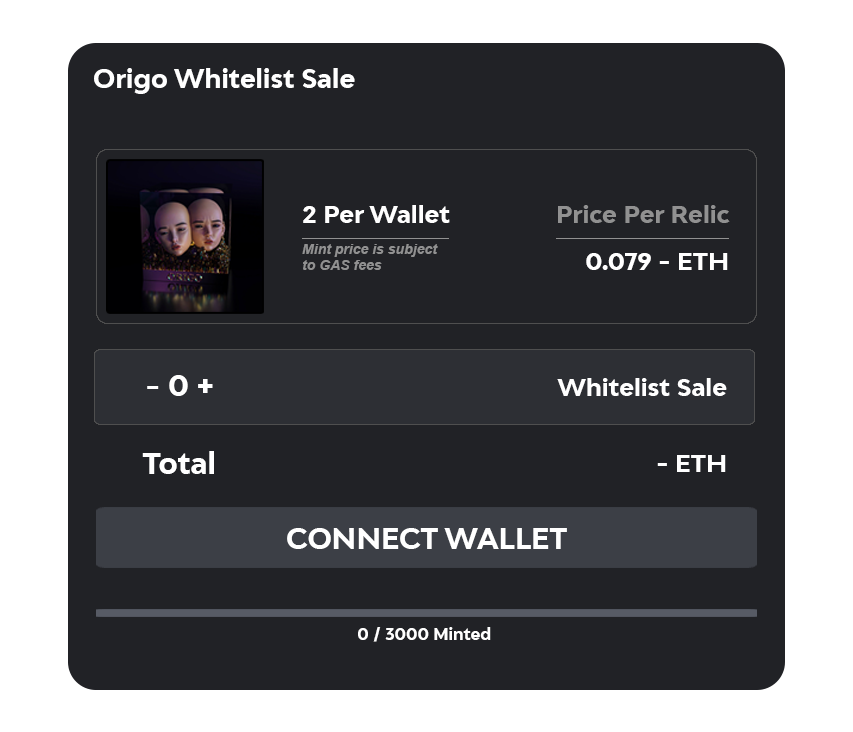 Origo Whitelist Sale
2 Per Wallet
Mint price is subject
to GAS fees
Price Per Relic
0.079 - ETH
ORIGO
- 0 +
Whitelist Sale
Total
- ETH
CONNECT WALLET
0 / 3000 Minted